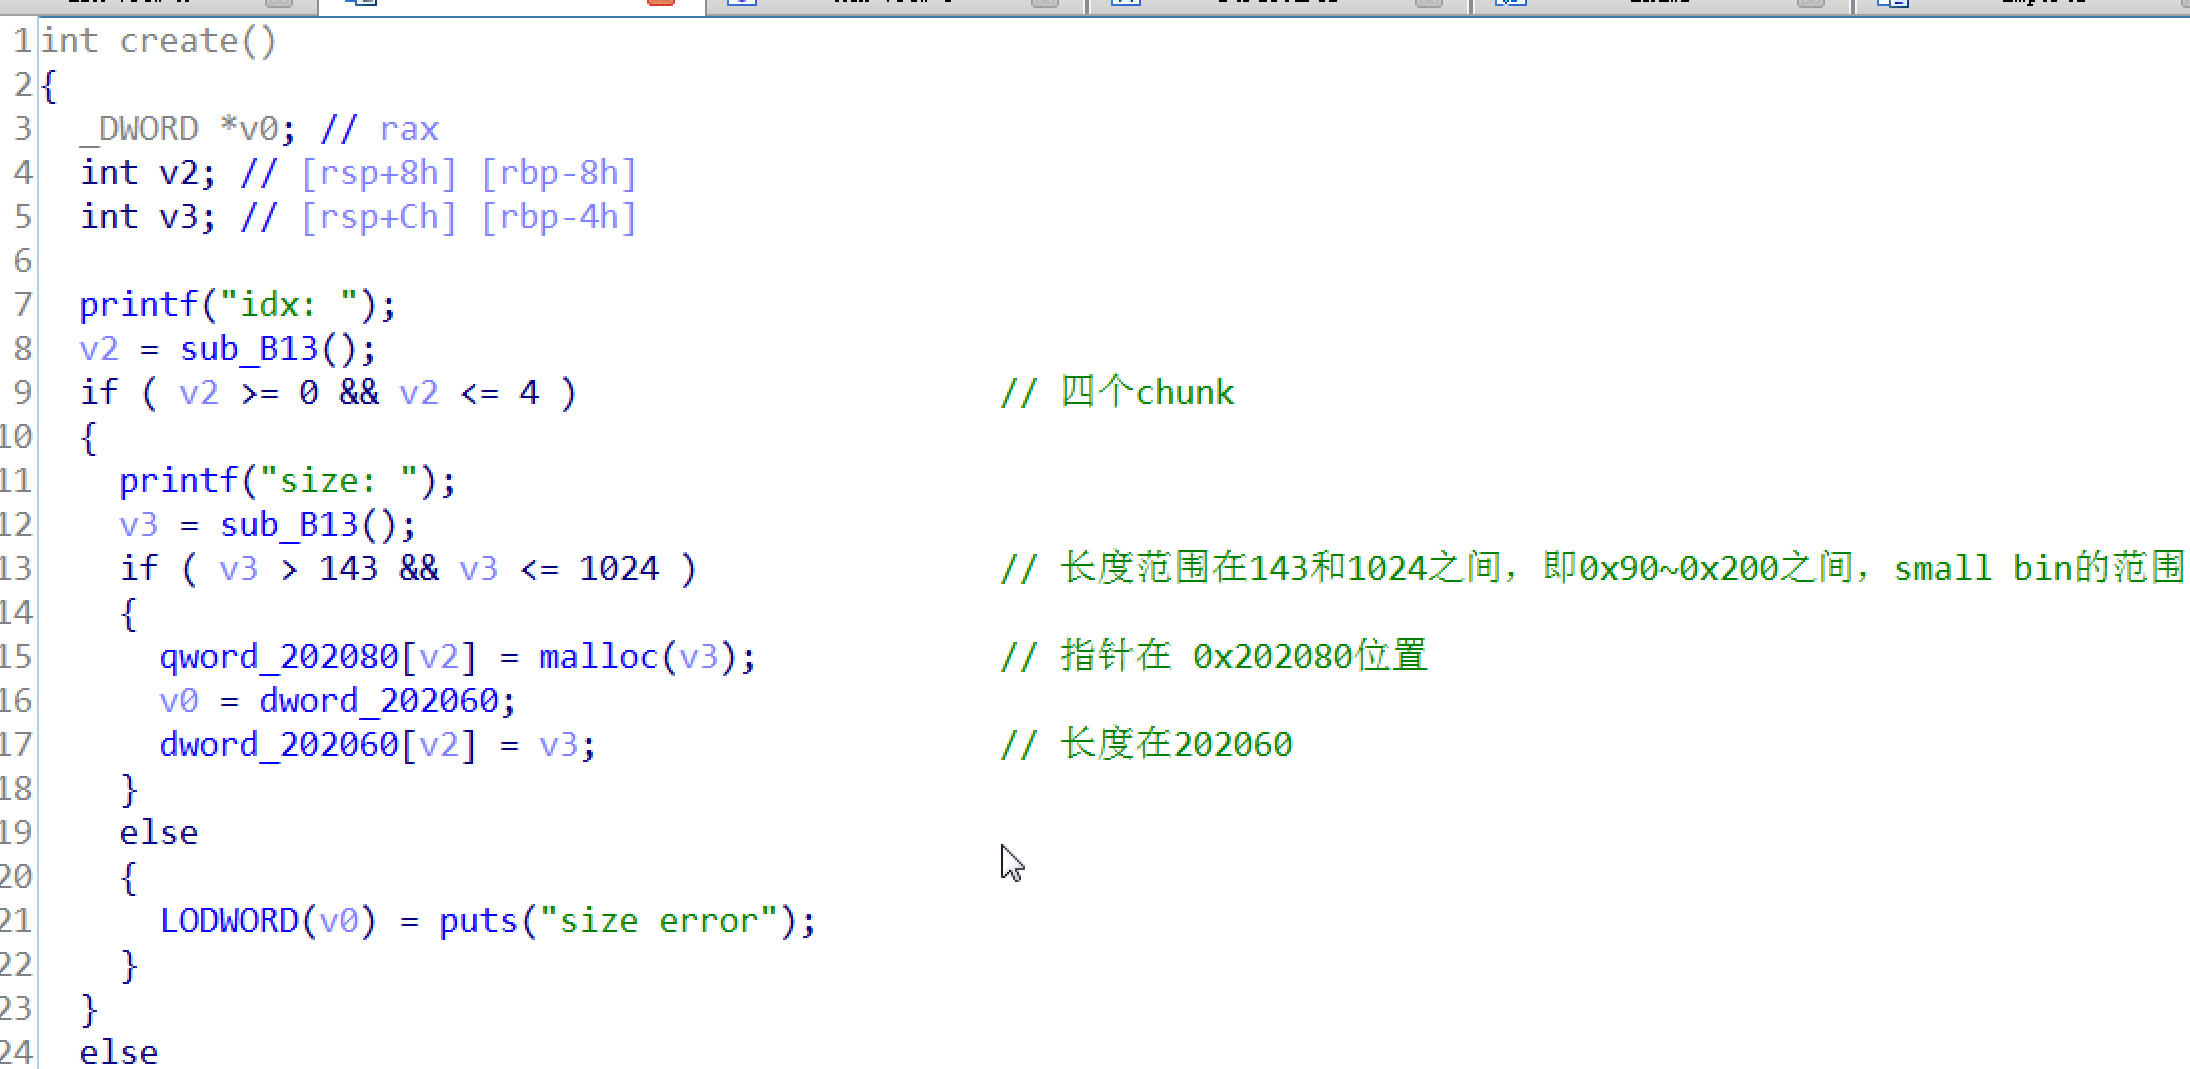 1 int create()
2 {
3   _DWORD *v0; // rax
4   int v2; // [rsp+8h] [rbp-8h]
5   int v3; // [rsp+Ch] [rbp-4h]
6
7   printf("idx: ");
8   v2 = sub_B13();
9   if ( v2 >= 0 && v2 <= 4 )                     // 四个chunk
10   {
11     printf("size: ");
12     v3 = sub_B13();
13     if ( v3 > 143 && v3 <= 1024 )               // 长度范围在143和1024之间，即0x90~0x200之间，small bin的范围
14     {
15       qword_202080[v2] = malloc(v3);            // 指针在 0x202080位置
16       v0 = dword_202060;
17       dword_202060[v2] = v3;                    // 长度在202060
18     }
19     else
20     {
21       LODWORD(v0) = puts("size error");
22     }
23   }
24   else